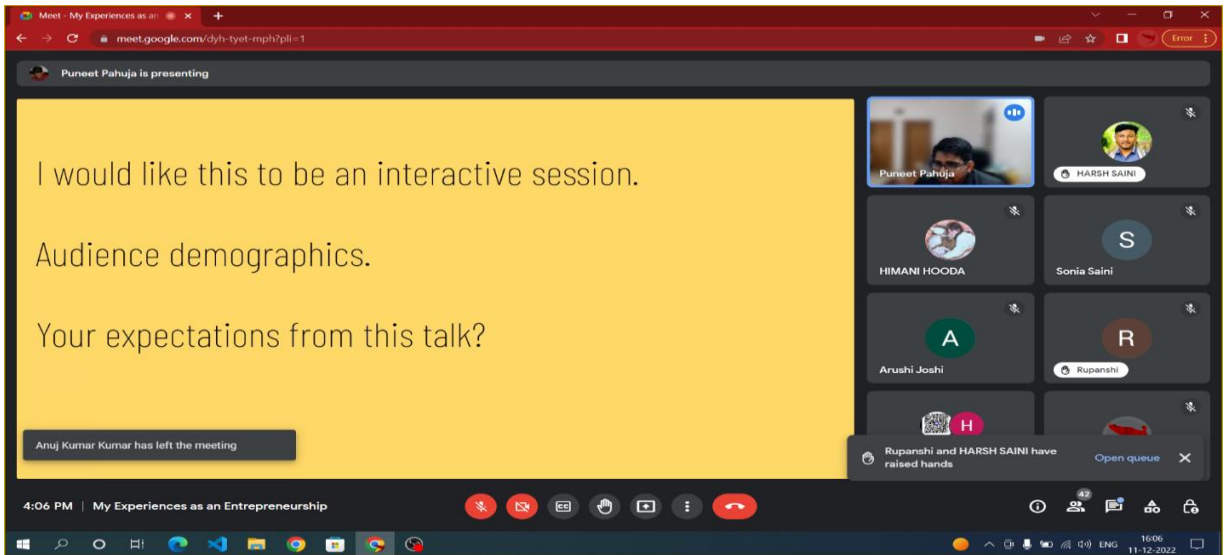 Meet - My Experiences as an
meet.google.com/dyh-tyet-mph?pli=1
Error
Puneet Pahuja is presenting
I would like this to be an interactive session.
Audience demographics.
Your expectations from this talk?
Puneet Pahuja
HARSH SAINI
HIMANI HOODA
S
Sonia Saini
A
Arushi Joshi
R
Rupanshi
H
Anuj Kumar Kumar has left the meeting
Rupanshi and HARSH SAINI have
raised hands
Open queue
4:06 PM | My Experiences as an Entrepreneurship
CC
42
ENG
16:06
11-12-2022